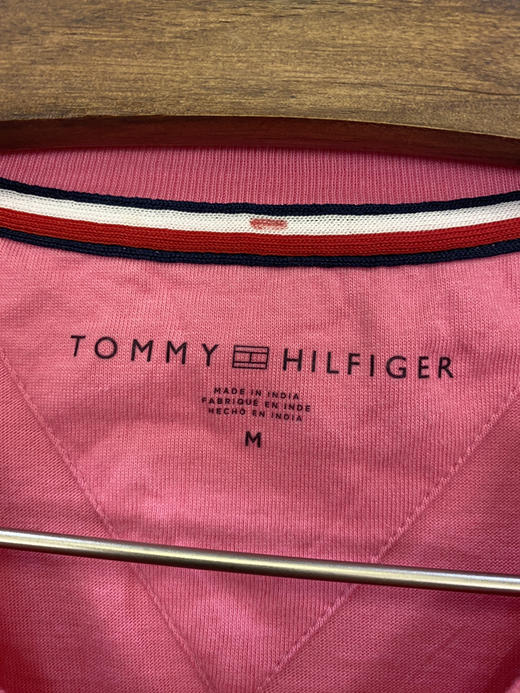 TOMMY HILFIGER
MADE IN INDIA
FABRIQUÉ EN INDE
HECHO EN INDIA
M